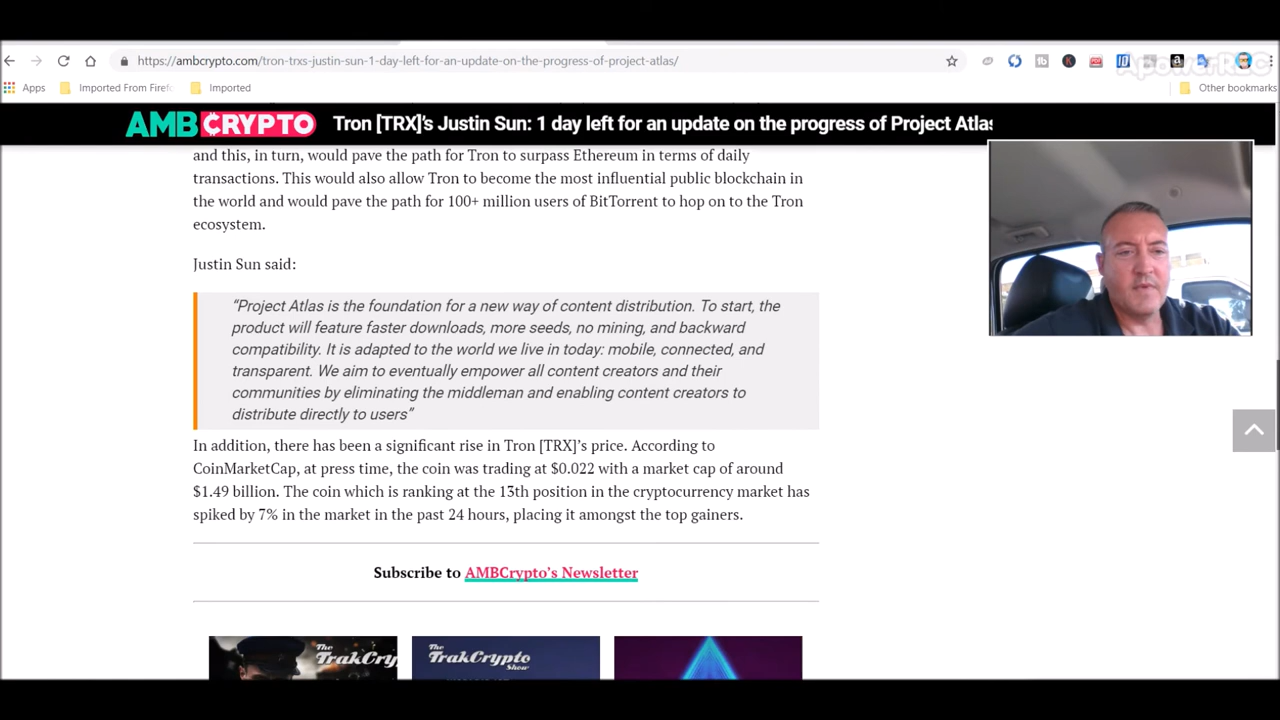 https://ambcrypto.com/tron-trxs-justin-sun-1-day-left-for-an-update-on-the-progress-of-project-atlas/
ApowerREC
Apps
Imported From Firef
Imported
Other bookmarks
AMBCRYPTO
Tron [TRX]'s Justin Sun: 1 day left for an update on the progress of Project Atlas
and this, in turn, would pave the path for Tron to surpass Ethereum in terms of daily
transactions. This would also allow Tron to become the most influential public blockchain in
the world and would pave the path for 100+ million users of BitTorrent to hop on to the Tron
ecosystem.
Justin Sun said:
“Project Atlas is the foundation for a new way of content distribution. To start, the
product will feature faster downloads, more seeds, no mining, and backward
compatibility. It is adapted to the world we live in today: mobile, connected, and
transparent. We aim to eventually empower all content creators and their
communities by eliminating the middleman and enabling content creators to
distribute directly to users”
In addition, there has been a significant rise in Tron [TRX]’s price. According to
CoinMarketCap, at press time, the coin was trading at $0.022 with a market cap of around
$1.49 billion. The coin which is ranking at the 13th position in the cryptocurrency market has
spiked by 7% in the market in the past 24 hours, placing it amongst the top gainers.
Subscribe to AMBCrypto’s Newsletter
The
TrakCry
The
TrakCrypto
Show